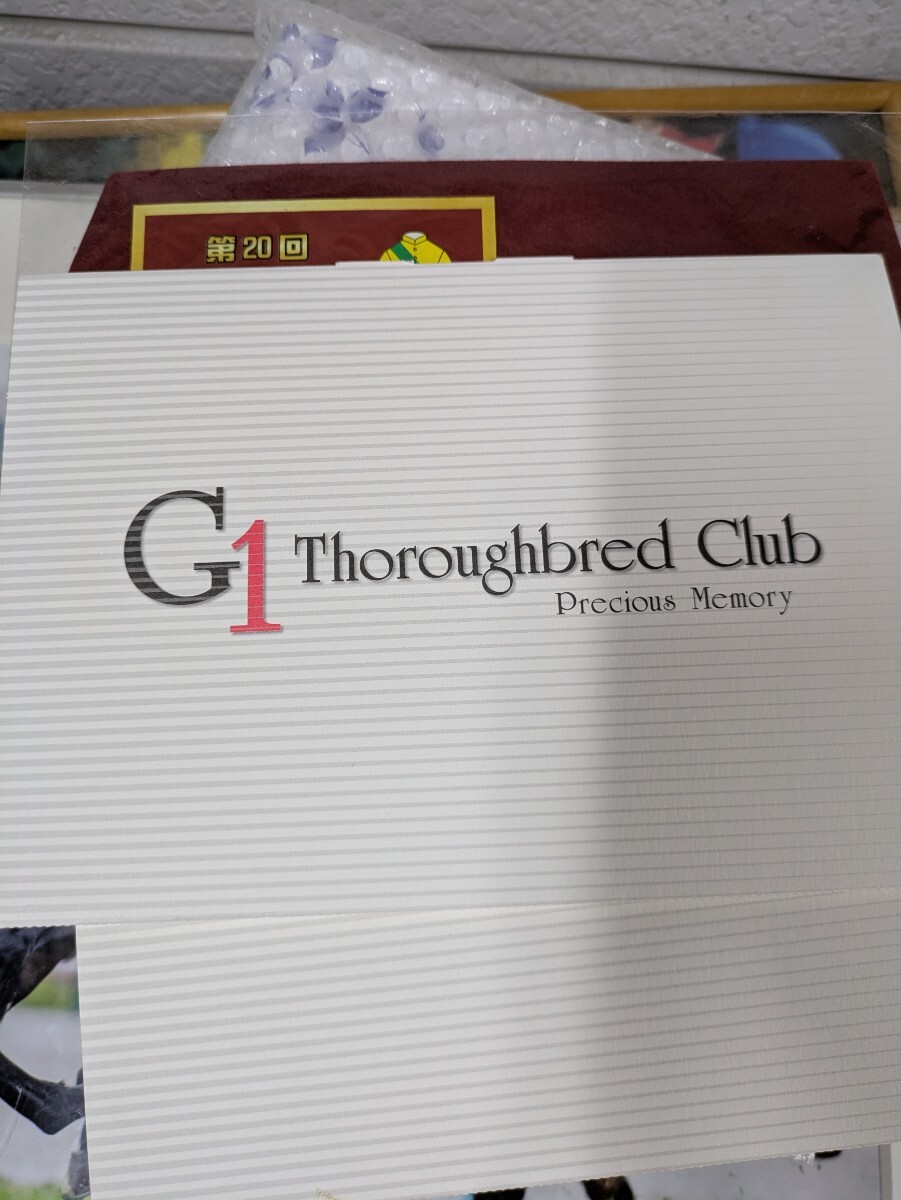 第20回
G1 Thoroughbred Club
Precious Memory